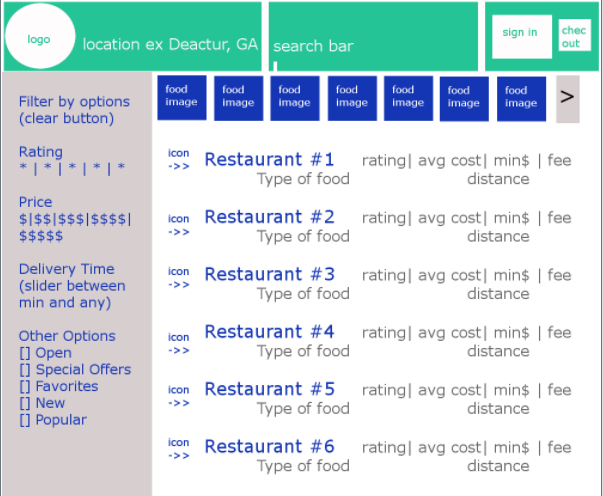 logo
location ex Deactur, GA
search bar
sign in
chec
out
food
image
food
image
food
image
food
image
food
image
food
image
food
image
>
Filter by options
(clear button)
Rating
* | * | * | * | *
Price
$|$$|$$$|$$$$|
$$$$$
Delivery Time
(slider between
min and any)
Other Options
[] Open
[] Special Offers
[] Favorites
[] New
[] Popular
icon
->>
Restaurant #1 rating| avg cost| min$ | fee
Type of food distance
icon
->>
Restaurant #2 rating| avg cost| min$ | fee
Type of food distance
icon
->>
Restaurant #3 rating| avg cost| min$ | fee
Type of food distance
icon
->>
Restaurant #4 rating| avg cost| min$ | fee
Type of food distance
icon
->>
Restaurant #5 rating| avg cost| min$ | fee
Type of food distance
icon
->>
Restaurant #6 rating| avg cost| min$ | fee
Type of food distance